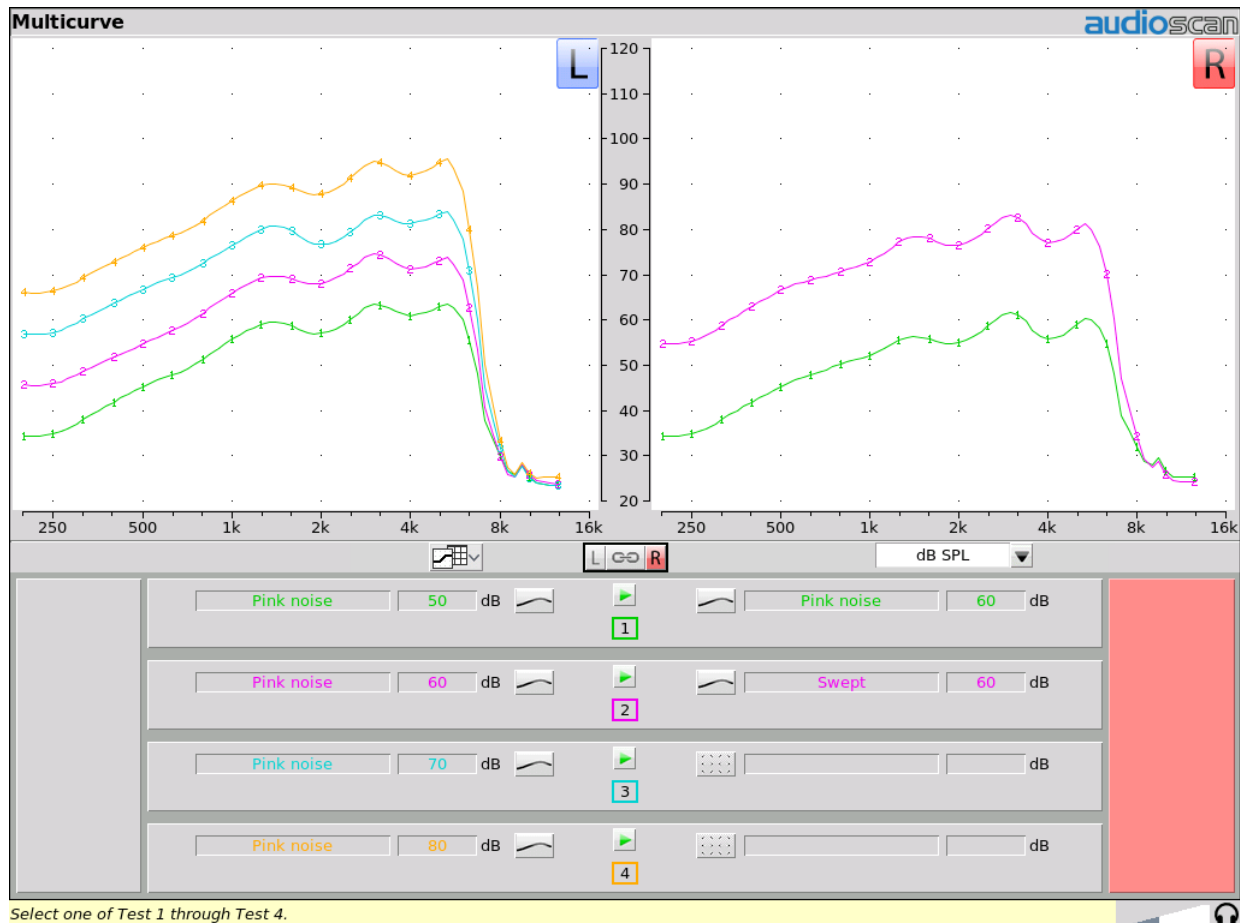 Multicurve
audioscan
L
R
120
110
100
90
80
70
60
50
40
30
20
250 500 1k 2k 4k 8k 16k
250 500 1k 2k 4k 8k 16k
L R
dB SPL
Pink noise 50 dB
1
Pink noise 60 dB
Pink noise 60 dB
2
Swept 60 dB
Pink noise 70 dB
3
dB
Pink noise 80 dB
4
dB
Select one of Test 1 through Test 4.